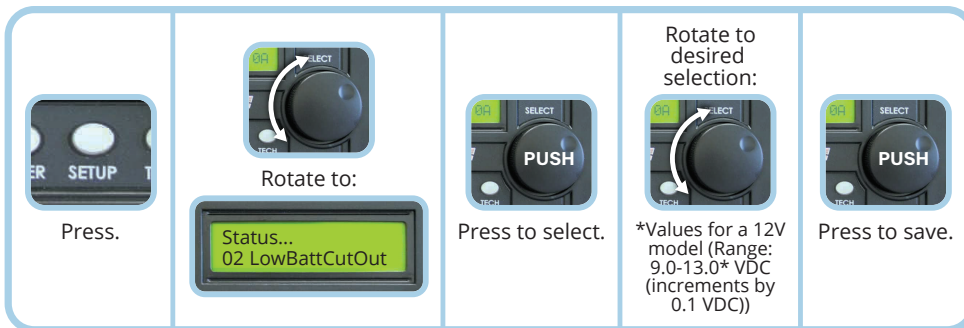 ER
SETUP
T
Press.
0A
ELECT
TECH
Rotate to:
Status...
02 LowBattCutOut
0A
SELECT
PUSH
TECH
Press to select.
Rotate to
desired
selection:
0A
ELECT
TECH
*Values for a 12V
model (Range:
9.0-13.0* VDC
(increments by
0.1 VDC))
0A
SELECT
PUSH
TECH
Press to save.